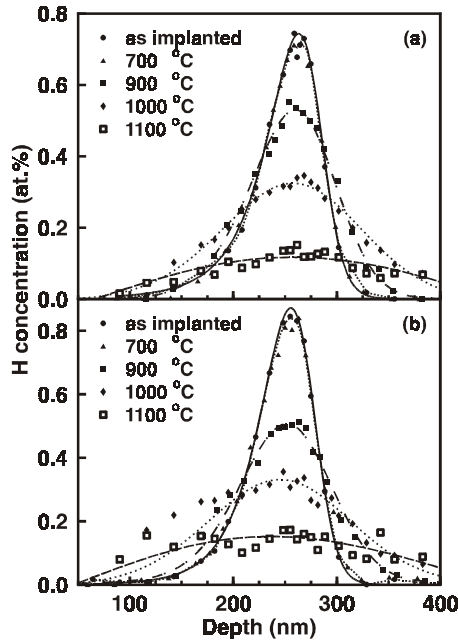 0.8
(a)
as implanted
700 °C
900 °C
1000 °C
1100 °C
0.6
0.4
0.2
0.0
H concentration (at.%)
0.8
(b)
as implanted
700 °C
900 °C
1000 °C
1100 °C
0.6
0.4
0.2
0.0
100 200 300 400
Depth (nm)